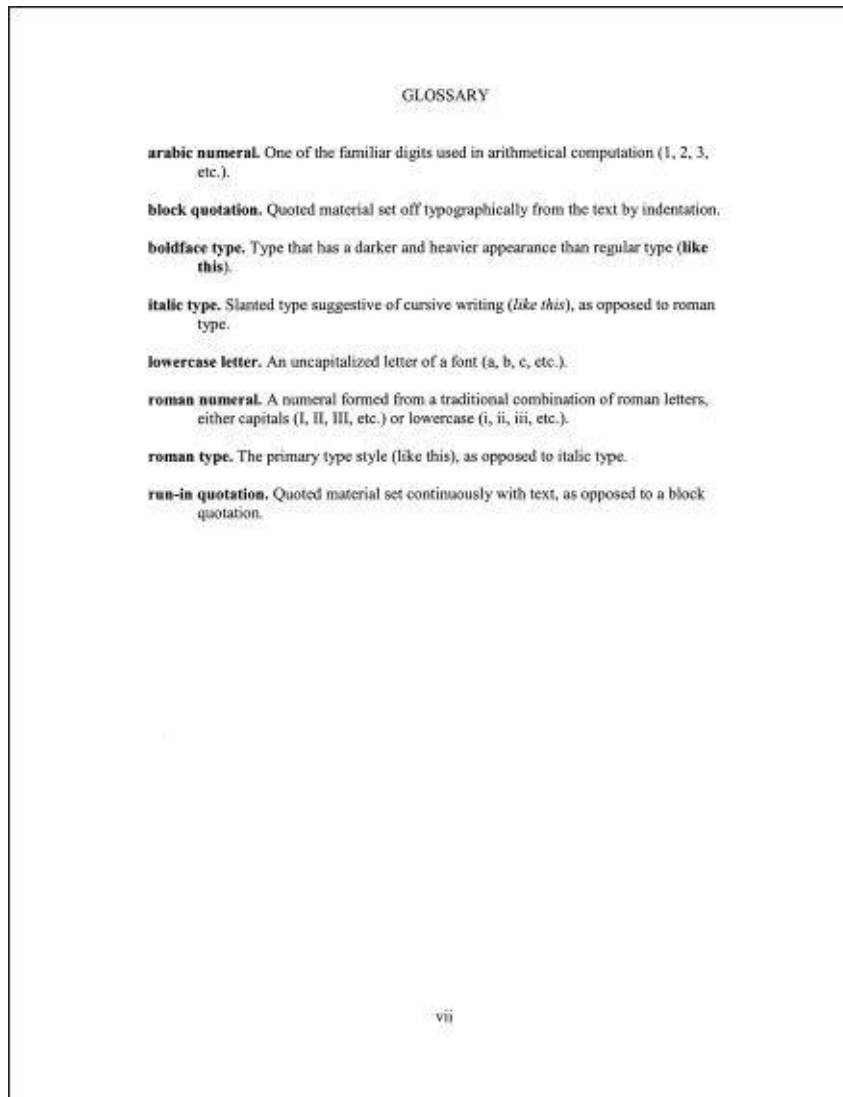 GLOSSARY
arabic numeral. One of the familiar digits used in arithmetical computation (1, 2, 3,
etc.).
block quotation. Quoted material set off typographically from the text by indentation.
boldface type. Type that has a darker and heavier appearance than regular type (like
this).
italic type. Slanted type suggestive of cursive writing (like this), as opposed to roman
type.
lowercase letter. An uncapitalized letter of a font (a, b, c, etc.).
roman numeral. A numeral formed from a traditional combination of roman letters,
either capitals (I, II, III, etc.) or lowercase (i, ii, iii, etc.).
roman type. The primary type style (like this), as opposed to italic type.
run-in quotation. Quoted material set continuously with text, as opposed to a block
quotation.
vii